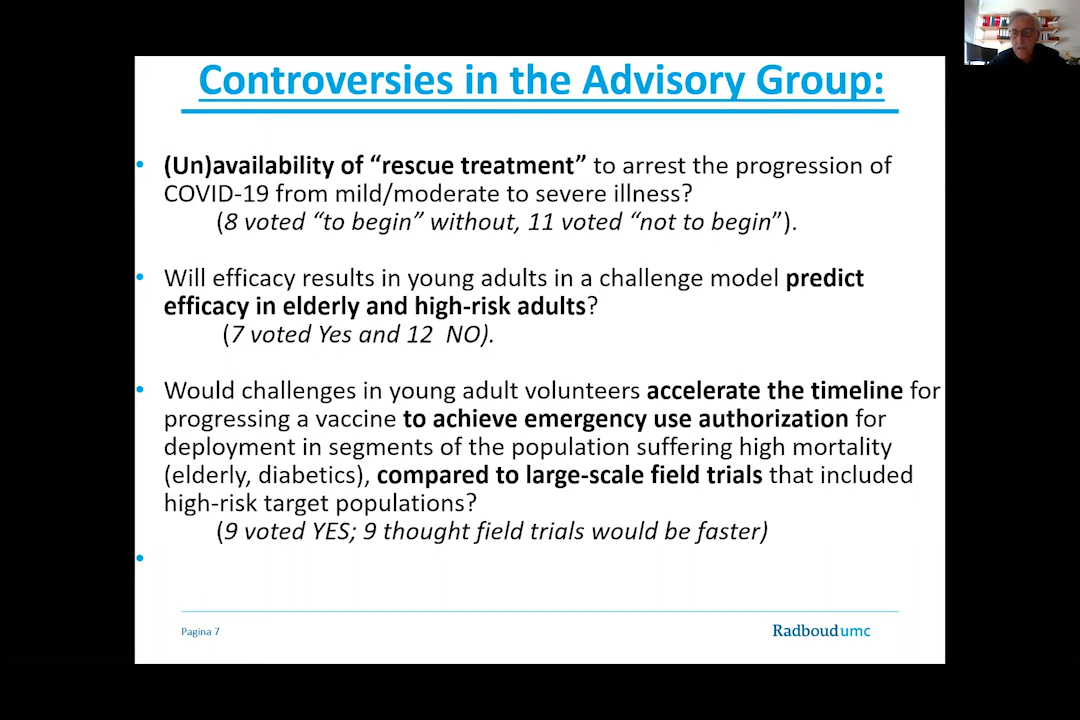 Controversies in the Advisory Group:
• (Un)availability of “rescue treatment” to arrest the progression of
COVID-19 from mild/moderate to severe illness?
(8 voted “to begin” without, 11 voted “not to begin”).
• Will efficacy results in young adults in a challenge model predict
efficacy in elderly and high-risk adults?
(7 voted Yes and 12 NO).
• Would challenges in young adult volunteers accelerate the timeline for
progressing a vaccine to achieve emergency use authorization for
deployment in segments of the population suffering high mortality
(elderly, diabetics), compared to large-scale field trials that included
high-risk target populations?
(9 voted YES; 9 thought field trials would be faster)
•
Pagina 7
Radboudumc